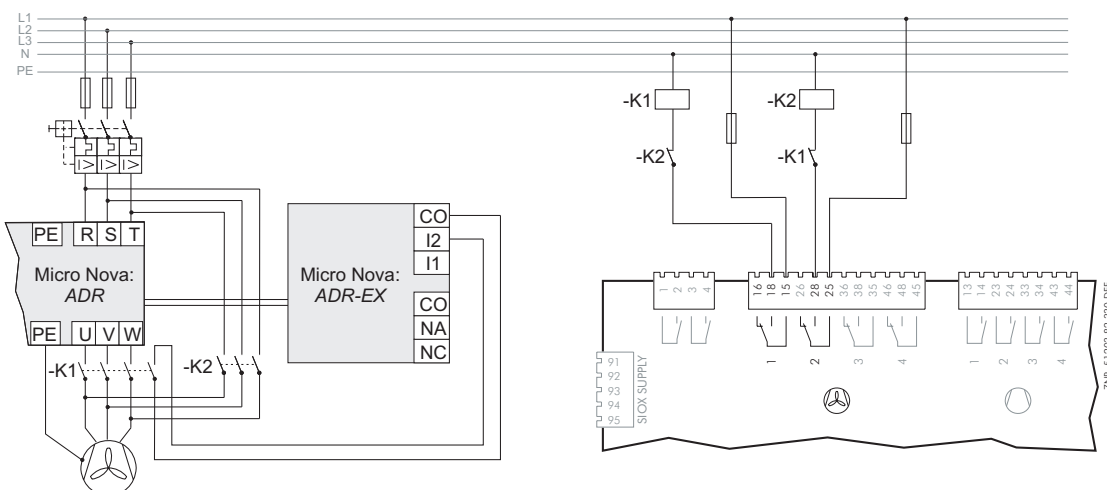 L1
L2
L3
N
PE
-K1
-K2
-K2
-K1
I>
I>
I>
PE R S T
Micro Nova:
ADR
PE U V W
Micro Nova:
ADR-EX
CO
I2
I1
CO
NA
NC
-K1
-K2
1 2 3 4
16 18 15 26 28 25 36 38 35 46 48 45
13 14 23 24 33 34 43 44
1 2 3 4
1 2 3 4
91
92
93
94
95
SIOX SUPPLY